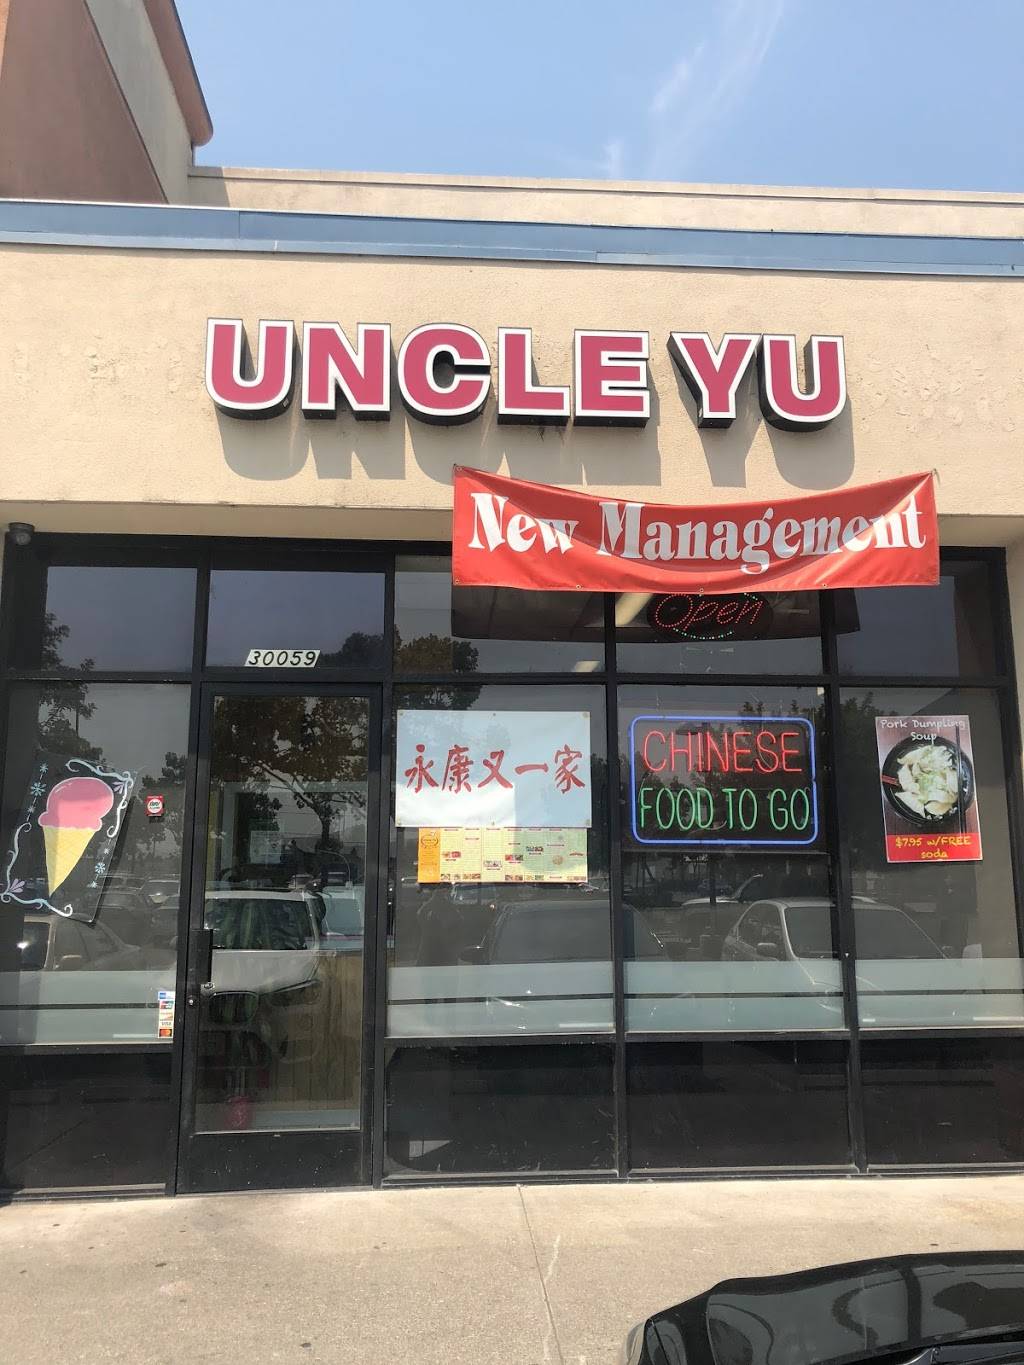 UNCLE YU
New Management
Open
30059
永康又一家
CHINESE
FOOD TO GO
Pork Dumpling
Soup
$7.95 w/FREE
soda